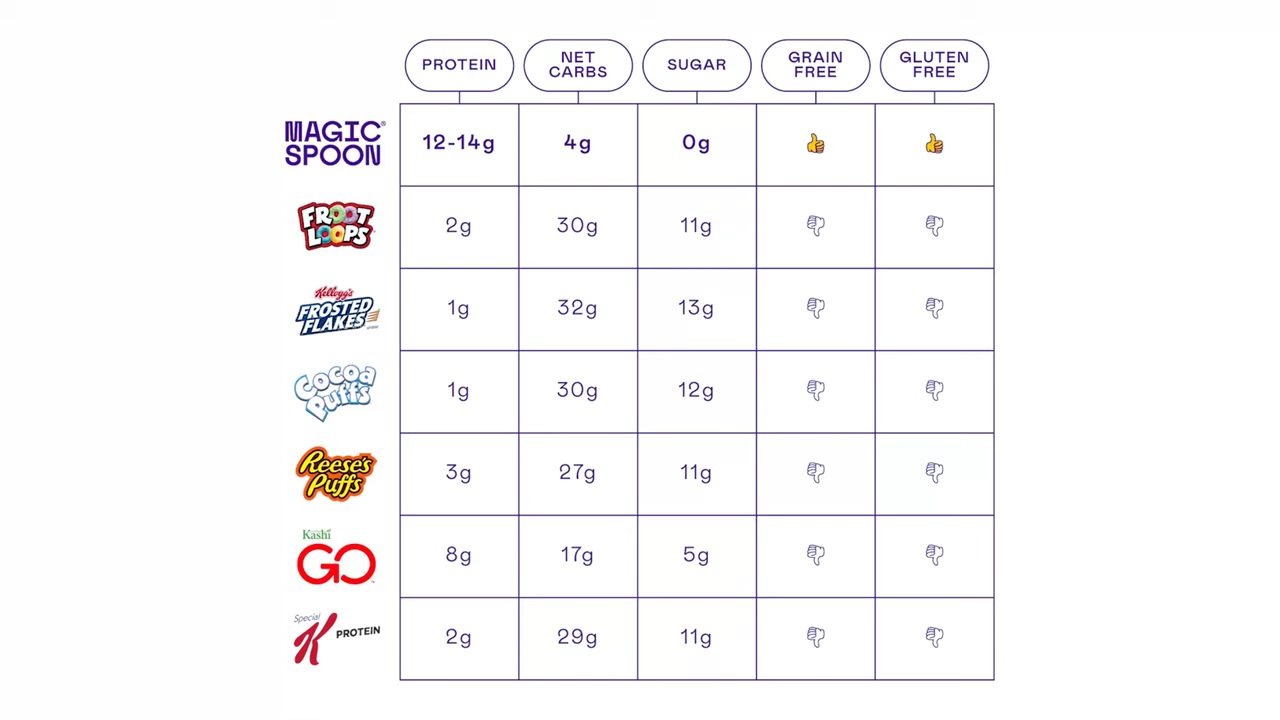 PROTEIN
NET
CARBS
SUGAR
GRAIN
FREE
GLUTEN
FREE
MAGIC
SPOON®
12-14g 4g 0g
FROOT
LOOPS
2g 30g 11g
Kellogg's
FROSTED
FLAKES
1g 32g 13g
Cocoa
Puffs
1g 30g 12g
Reese's
Puffs
3g 27g 11g
Kashi
GO
8g 17g 5g
Special
K PROTEIN
2g 29g 11g